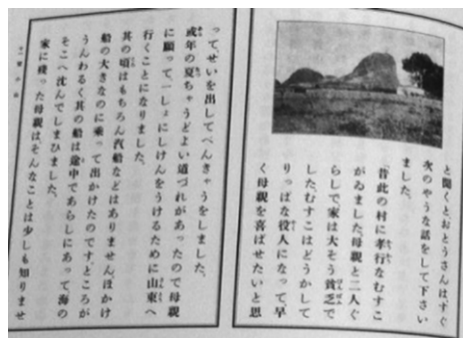 と聞くと、おとうさんはすぐ
次のやうな話をして下さい
ました。
「昔此の村に孝行なむすこ
がゐました。母親と二人ぐ
らしで家は大そう貧乏で
した。むすこはどうかして
りっぱな役人になって、早
く母親を喜ばせたいと思
って、せいを出してべんきゃうをしました。
或年の夏ちゃうどよい道づれがあったので母親
に願って、一しょにしけんをうけるために山東へ
行くことになりました。
其の頃はもちろん汽船などはありません。ほかけ
船の大きなのに乗って出かけたのです。ところが
うんわるく其の船は途中であらしにあって海の
そこへ沈んでしまひました。
家に残った母親はそんなことは少しも知りませ